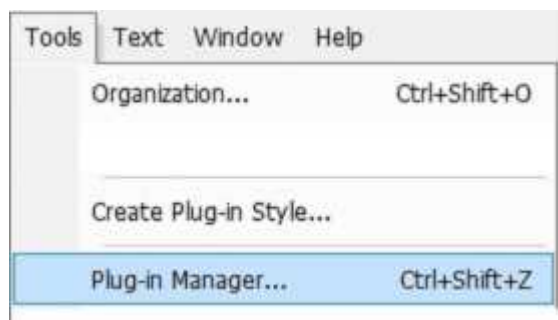 Tools Text Window Help
Organization... Ctrl+Shift+O
Create Plug-in Style...
Plug-in Manager... Ctrl+Shift+Z